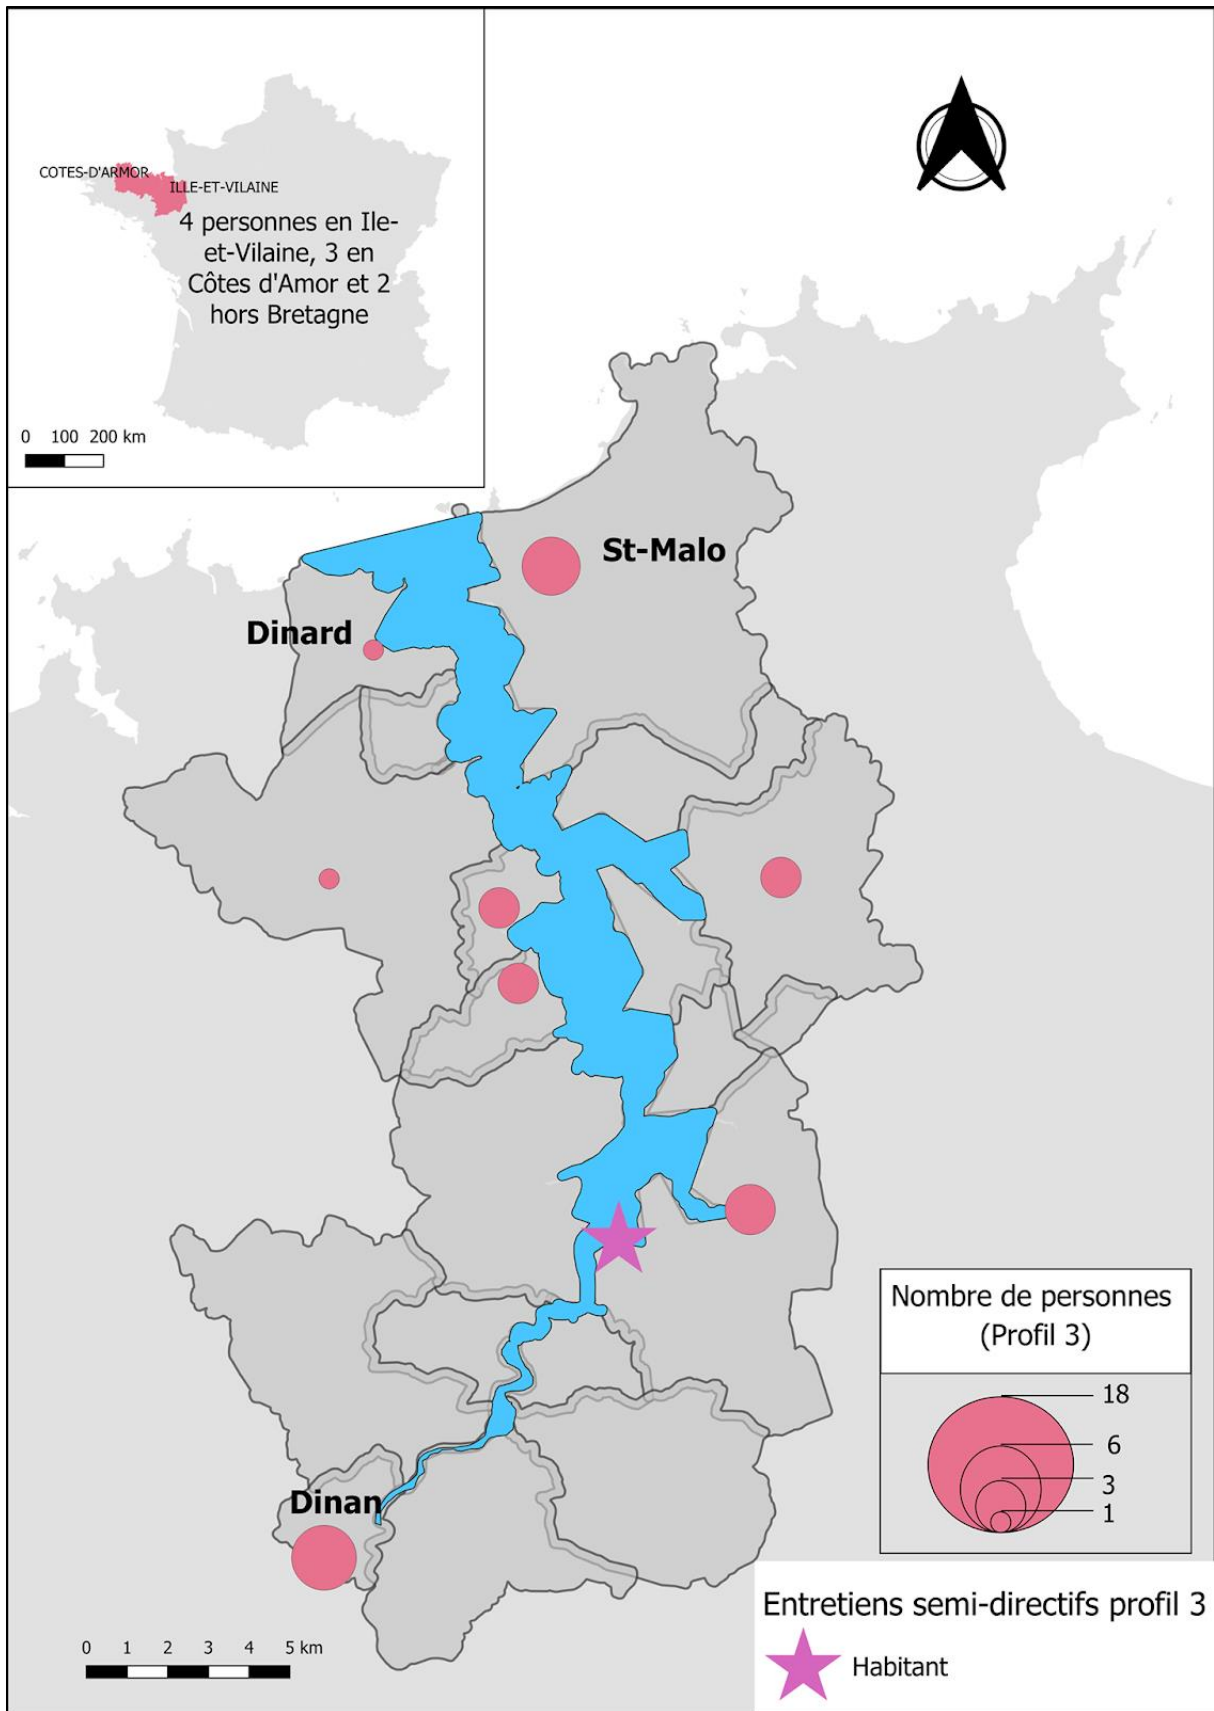 COTES-D'ARMOR
ILLE-ET-VILAINE
4 personnes en Ile-
et-Vilaine, 3 en
Côtes d'Amor et 2
hors Bretagne
0 100 200 km
St-Malo
Dinard
Dinan
0 1 2 3 4 5 km
Nombre de personnes
(Profil 3)
18
6
3
1
Entretiens semi-directifs profil 3
Habitant